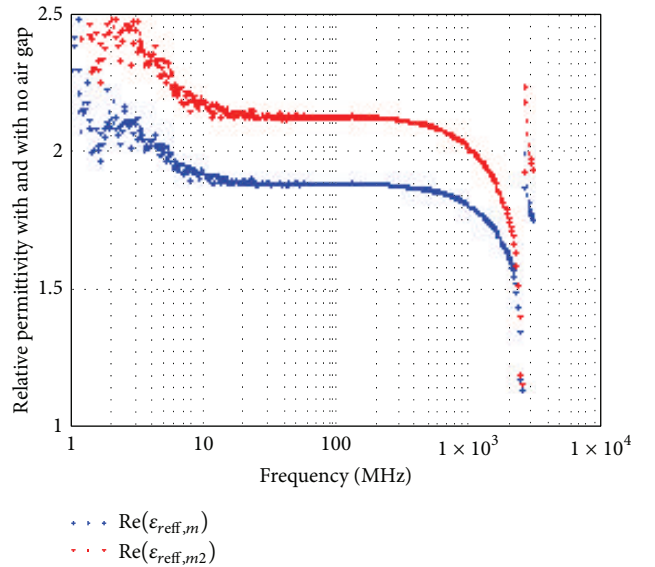 Relative permittivity with and with no air gap
2.5
2
1.5
1
1
10
100
1 × 10³
1 × 10⁴
Frequency (MHz)
Re(εreff,m)
Re(εreff,m2)